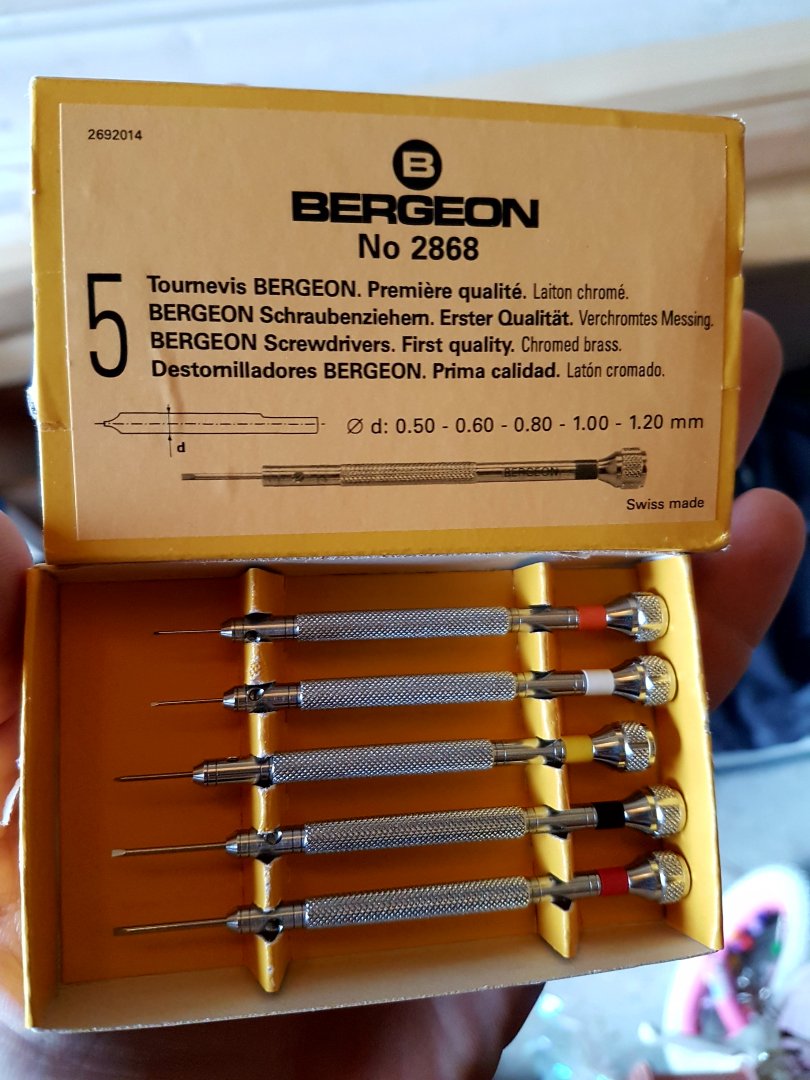 2692014
B
BERGEON
No 2868
5
Tournevis BERGEON. Première qualité. Laiton chromé.
BERGEON Schraubenziehern. Erster Qualität. Verchromtes Messing.
BERGEON Screwdrivers. First quality. Chromed brass.
Destornilladores BERGEON. Prima calidad. Latón cromado.
Ø d: 0.50 - 0.60 - 0.80 - 1.00 - 1.20 mm
d
BERGEON
Swiss made